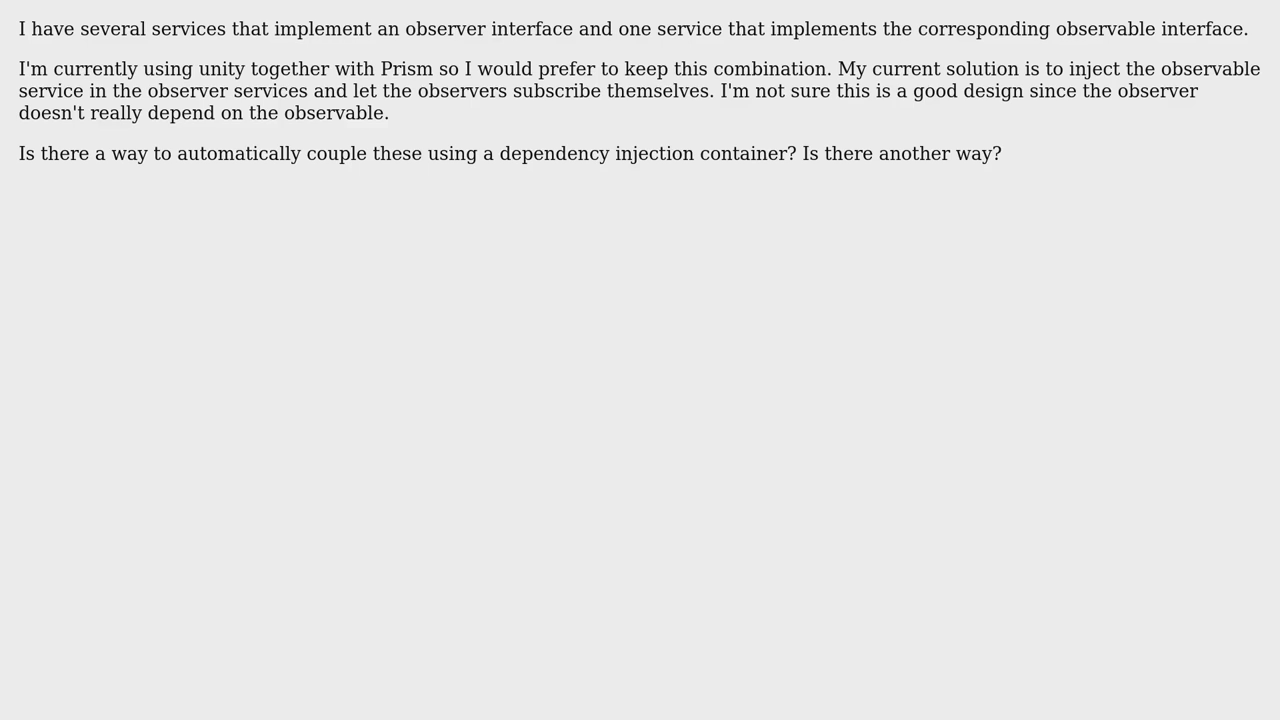 I have several services that implement an observer interface and one service that implements the corresponding observable interface.
I'm currently using unity together with Prism so I would prefer to keep this combination. My current solution is to inject the observable
service in the observer services and let the observers subscribe themselves. I'm not sure this is a good design since the observer
doesn't really depend on the observable.
Is there a way to automatically couple these using a dependency injection container? Is there another way?